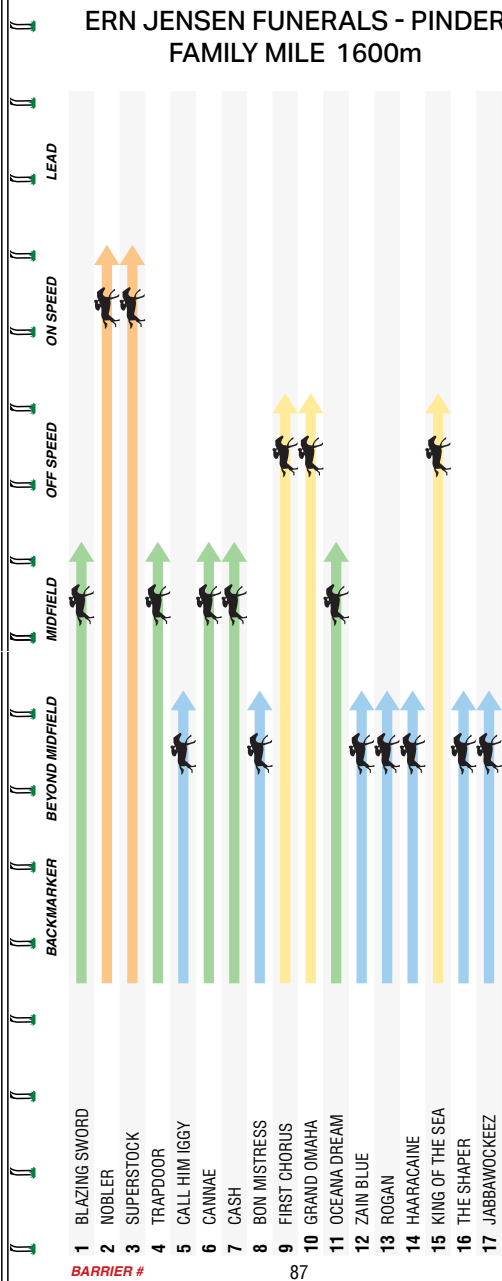 ERN JENSEN FUNERALS - PINDER
FAMILY MILE 1600m
LEAD
ON SPEED
OFF SPEED
MIDFIELD
BEYOND MIDFIELD
BACKMARKER
1 BLAZING SWORD
2 NOBLER
3 SUPERSTOCK
4 TRAPDOOR
5 CALL HIM IGGY
6 CANNAE
7 CASH
8 BON MISTRESS
9 FIRST CHORUS
10 GRAND OMAHA
11 OCEANA DREAM
12 ZAIN BLUE
13 ROGAN
14 HAARACAINE
15 KING OF THE SEA
16 THE SHAPER
17 JABBAWOCKEEZ
BARRIER #
87